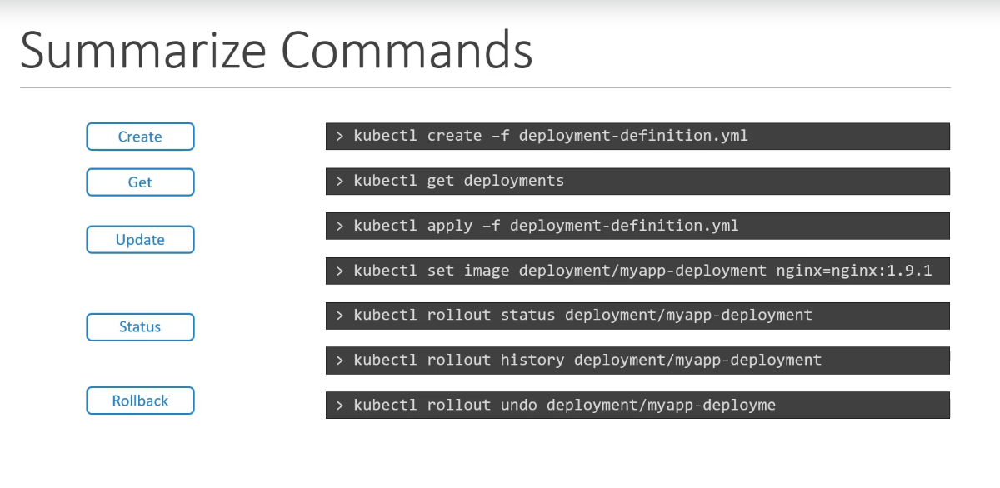 Summarize Commands
Create
> kubectl create –f deployment-definition.yml
Get
> kubectl get deployments
Update
> kubectl apply –f deployment-definition.yml
> kubectl set image deployment/myapp-deployment nginx=nginx:1.9.1
Status
> kubectl rollout status deployment/myapp-deployment
> kubectl rollout history deployment/myapp-deployment
Rollback
> kubectl rollout undo deployment/myapp-deployme